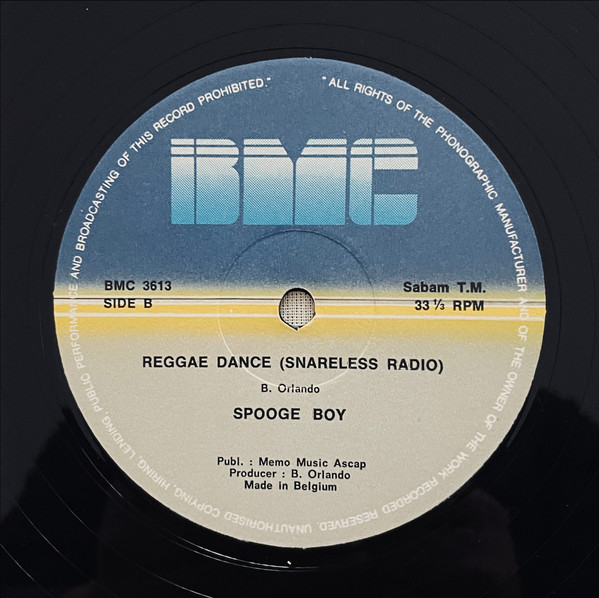 "ALL RIGHTS OF THE PHONOGRAPHIC MANUFACTURER AND OF THE OWNER OF THE WORK RECORDED RESERVED. UNAUTHORISED COPYING, HIRING, LENDING, PUBLIC PERFORMANCE AND BROADCASTING OF THIS RECORD PROHIBITED."
BMC
BMC 3613
SIDE B
Sabam T.M.
33 ⅓ RPM
REGGAE DANCE (SNARELESS RADIO)
B. Orlando
SPOOGE BOY
Publ. : Memo Music Ascap
Producer : B. Orlando
Made in Belgium